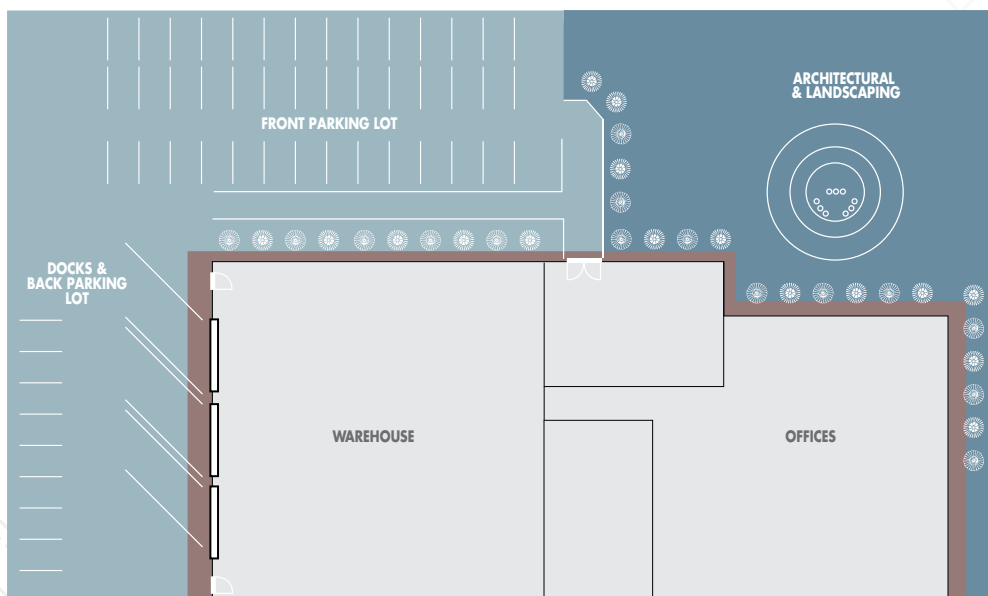 ARCHITECTURAL
& LANDSCAPING
FRONT PARKING LOT
DOCKS &
BACK PARKING
LOT
WAREHOUSE
OFFICES